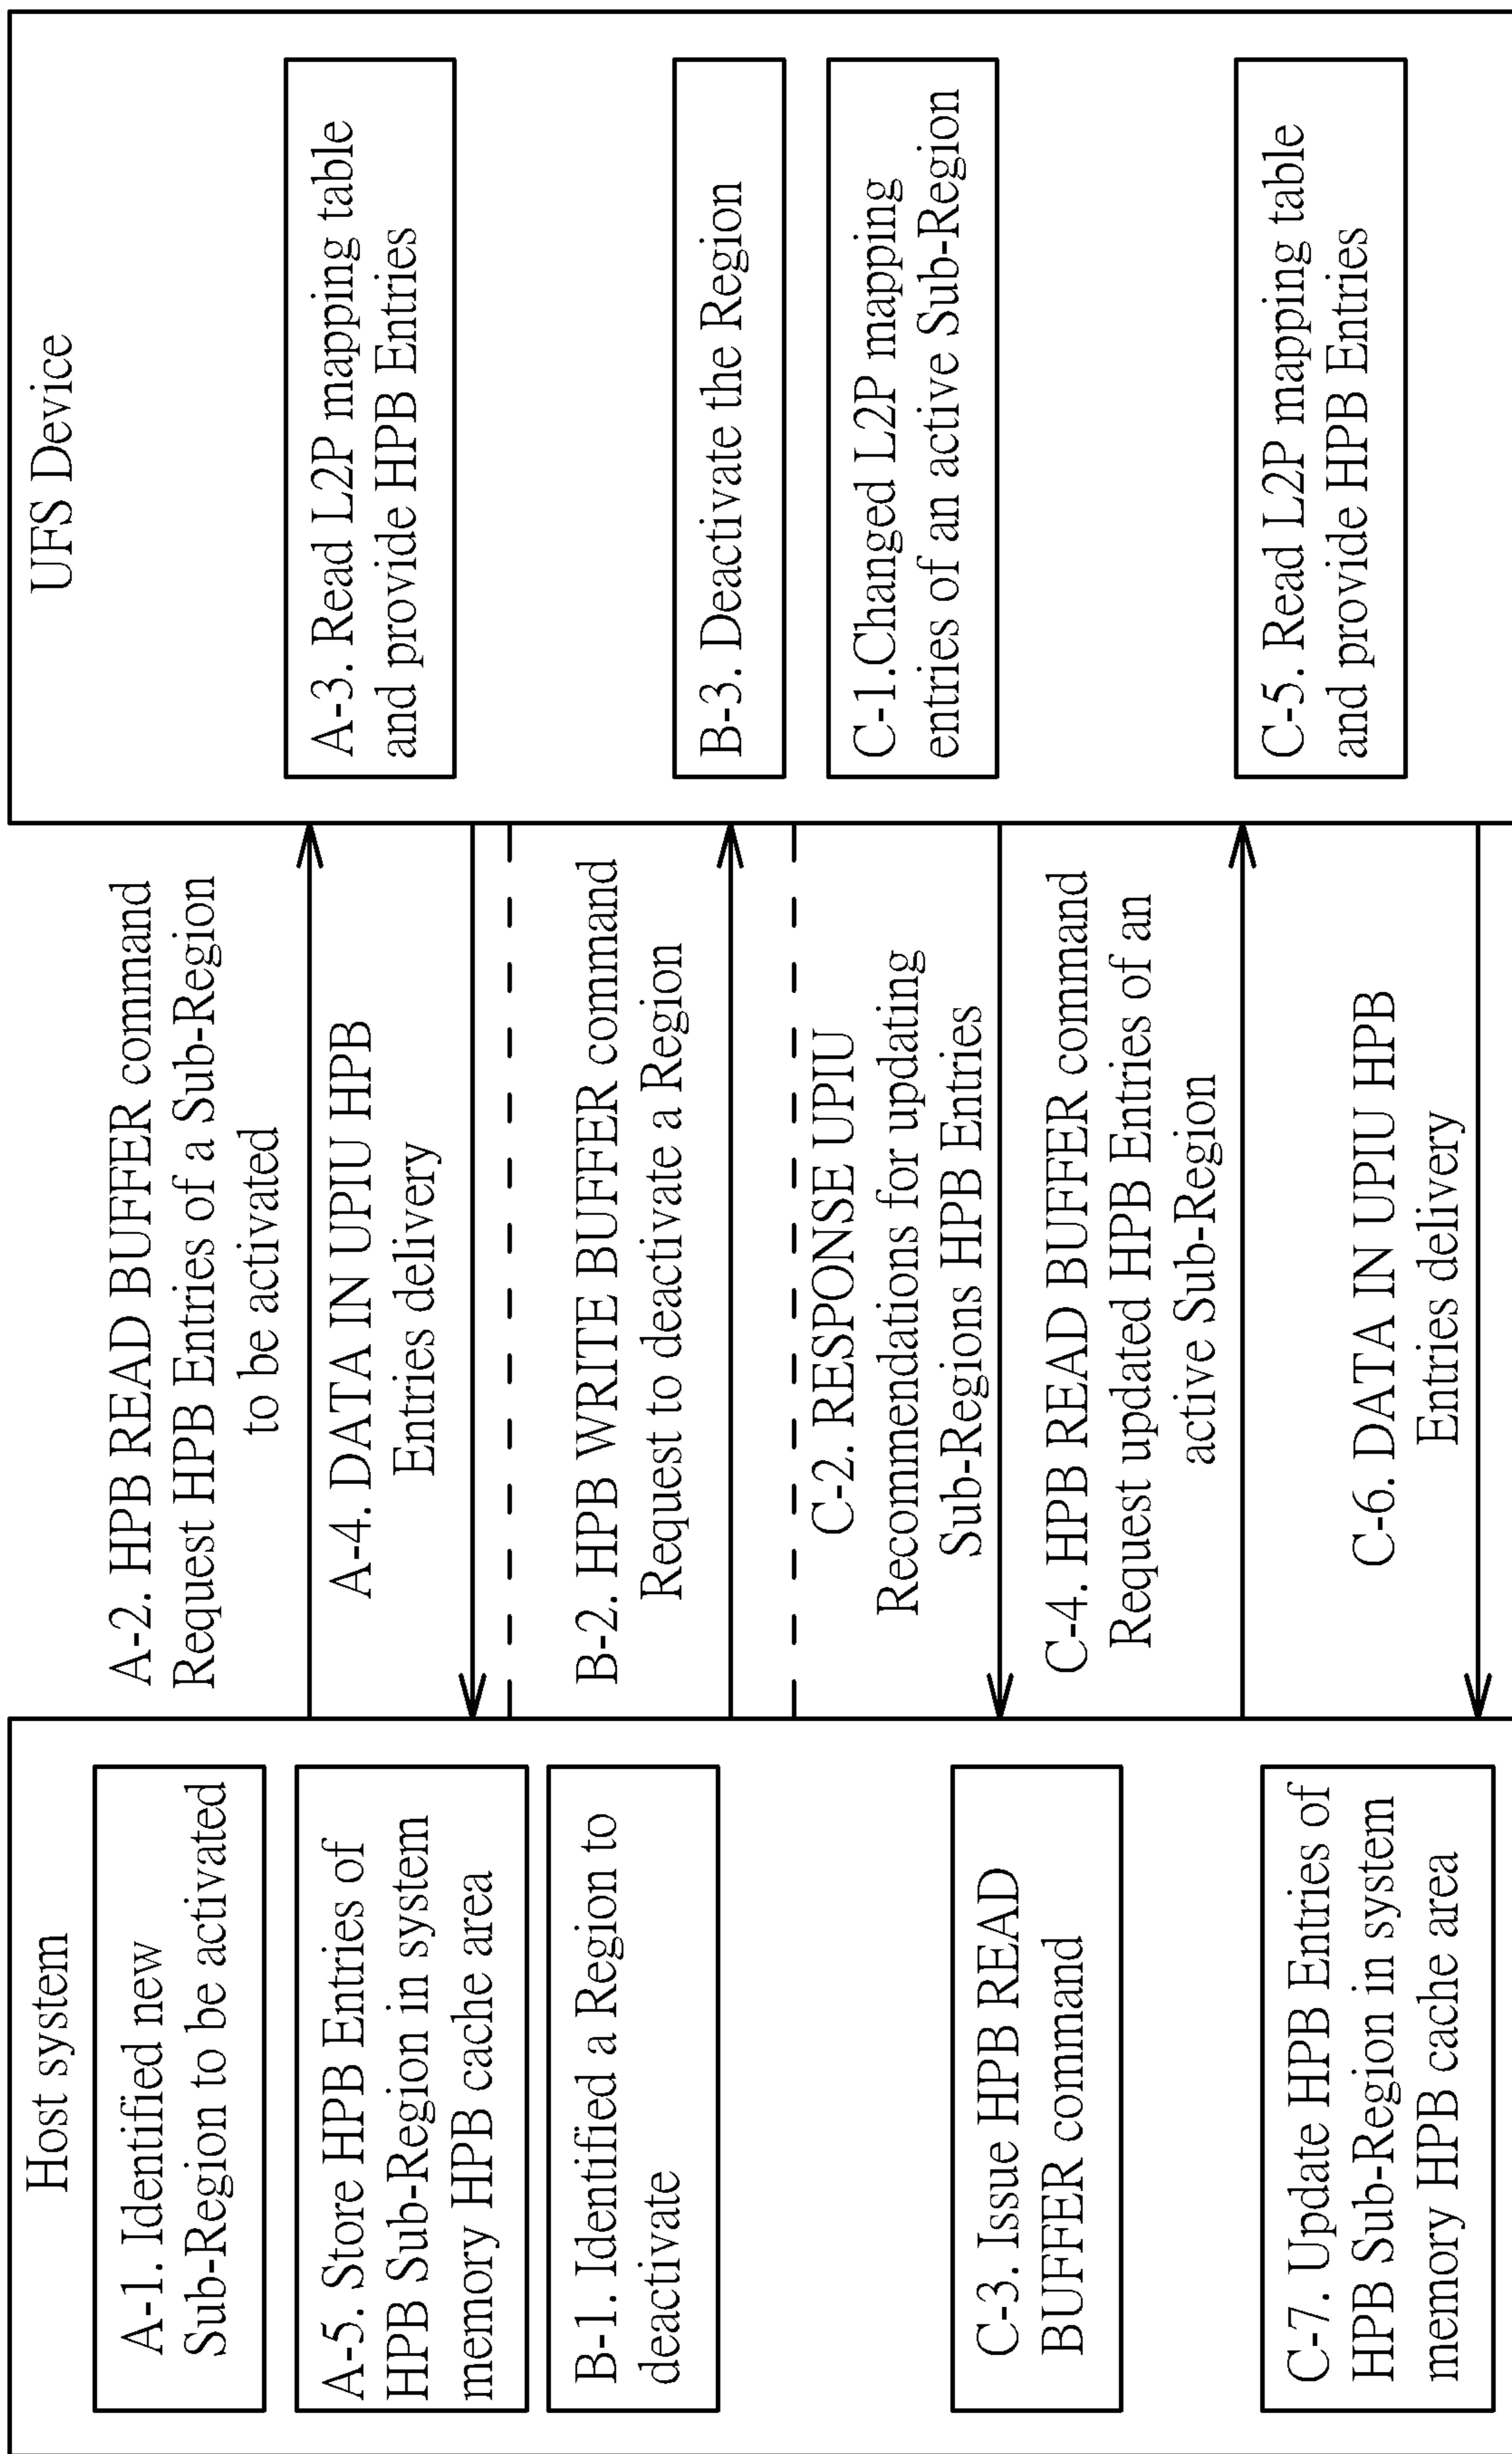 Host system
A-1. Identified new
Sub-Region to be activated
A-5. Store HPB Entries of
HPB Sub-Region in system
memory HPB cache area
B-1. Identified a Region to
deactivate
C-3. Issue HPB READ
BUFFER command
C-7. Update HPB Entries of
HPB Sub-Region in system
memory HPB cache area
A-2. HPB READ BUFFER command
Request HPB Entries of a Sub-Region
to be activated
A-4. DATA IN UPIU HPB
Entries delivery
B-2. HPB WRITE BUFFER command
Request to deactivate a Region
C-2. RESPONSE UPIU
Recommendations for updating
Sub-Regions HPB Entries
C-4. HPB READ BUFFER command
Request updated HPB Entries of an
active Sub-Region
C-6. DATA IN UPIU HPB
Entries delivery
UFS Device
A-3. Read L2P mapping table
and provide HPB Entries
B-3. Deactivate the Region
C-1.Changed L2P mapping
entries of an active Sub-Region
C-5. Read L2P mapping table
and provide HPB Entries